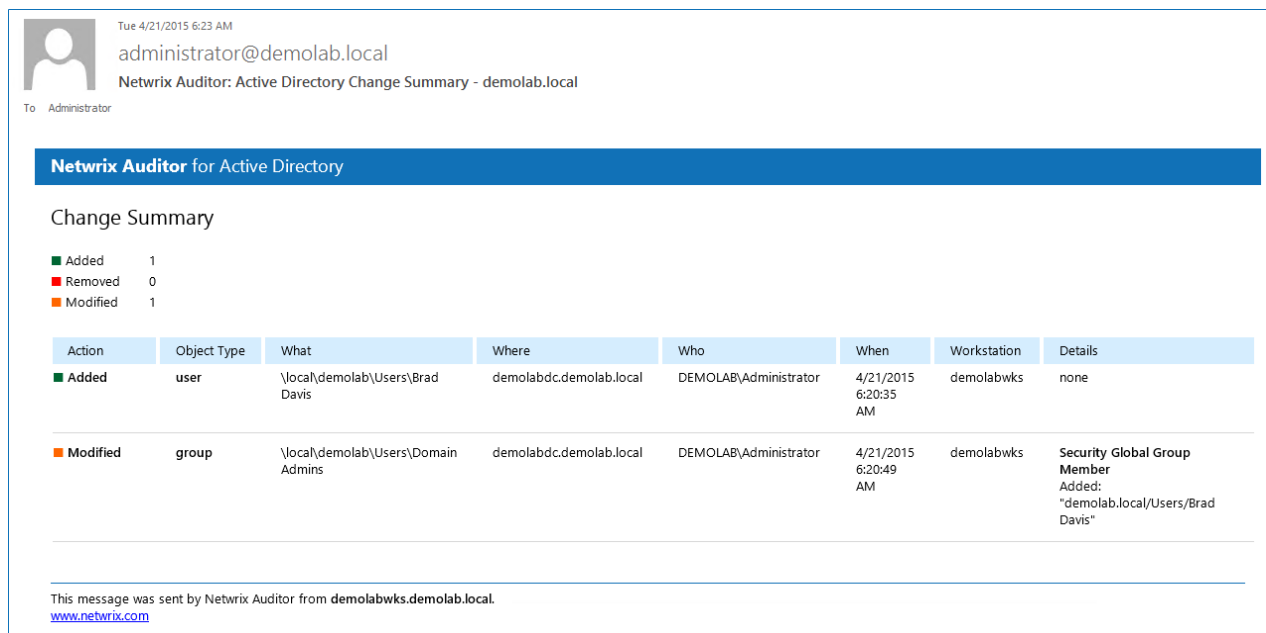 Tue 4/21/2015 6:23 AM
administrator@demolab.local
Netwrix Auditor: Active Directory Change Summary - demolab.local
To Administrator
Netwrix Auditor for Active Directory
Change Summary
Added 1
Removed 0
Modified 1
Action Object Type What Where Who When Workstation Details
Added user \local\demolab\Users\Brad demolabdc.demolab.local DEMOLAB\Administrator 4/21/2015 demolabwks none
Davis 6:20:35
AM
Modified group \local\demolab\Users\Domain demolabdc.demolab.local DEMOLAB\Administrator 4/21/2015 demolabwks Security Global Group
Admins 6:20:49 Member
AM Added:
"demolab.local/Users/Brad
Davis"
This message was sent by Netwrix Auditor from demolabwks.demolab.local.
www.netwrix.com